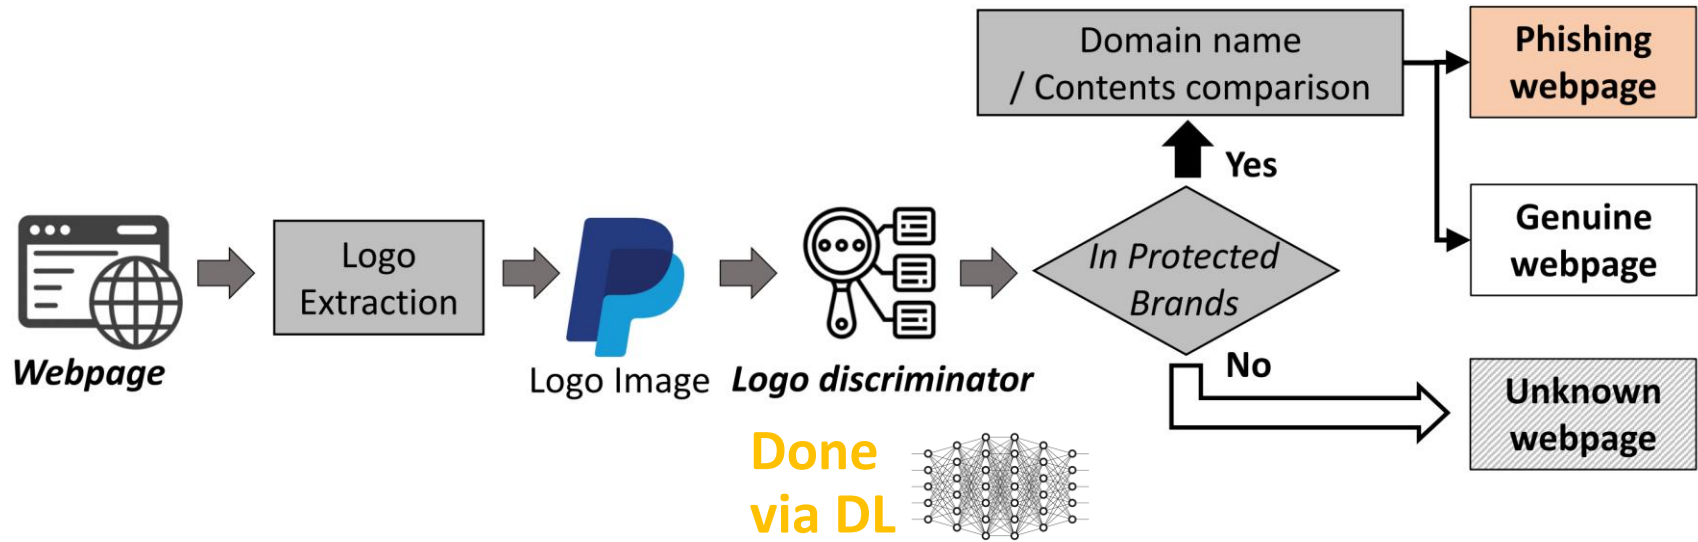 Webpage
Logo
Extraction
Logo Image
Logo discriminator
Done
via DL
In Protected
Brands
Yes
No
Domain name
/ Contents comparison
Phishing
webpage
Genuine
webpage
Unknown
webpage